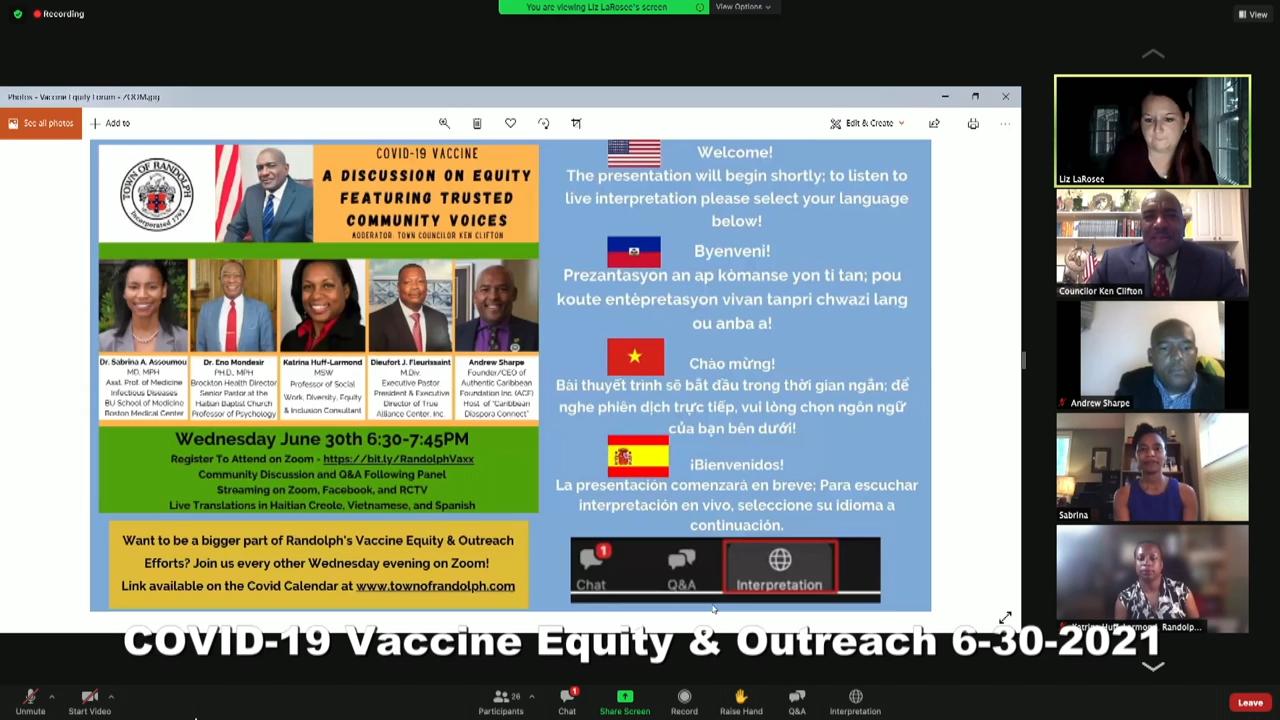 Recording
You are viewing Liz LaRosee's screen
View Options
View
Photos - Vaccine Equity Forum - ZOOM.jpg
See all photos
Add to
Edit & Create
TOWN OF RANDOLPH
Incorporated 1793
COVID-19 VACCINE
A DISCUSSION ON EQUITY
FEATURING TRUSTED
COMMUNITY VOICES
MODERATOR: TOWN COUNCILOR KEN CLIFTON
Dr. Sabrina A. Assoumou
MD, MPH
Asst. Prof. of Medicine
Infectious Diseases
BU School of Medicine
Boston Medical Center
Dr. Eno Mondesir
PH.D., MPH
Brockton Health Director
Senior Pastor at the
Haitian Baptist Church
Professor of Psychology
Katrina Huff-Larmond
MSW
Professor of Social
Work, Diversity, Equity
& Inclusion Consultant
Dieufort J. Fleurissaint
M.Div.
Executive Pastor
President & Executive
Director of True
Alliance Center, Inc.
Andrew Sharpe
Founder/CEO of
Authentic Caribbean
Foundation Inc. (ACF)
Host of "Caribbean
Diaspora Connect"
Wednesday June 30th 6:30-7:45PM
Register To Attend on Zoom - https://bit.ly/RandolphVaxx
Community Discussion and Q&A Following Panel
Streaming on Zoom, Facebook, and RCTV
Live Translations in Haitian Creole, Vietnamese, and Spanish
Want to be a bigger part of Randolph's Vaccine Equity & Outreach
Efforts? Join us every other Wednesday evening on Zoom!
Link available on the Covid Calendar at www.townofrandolph.com
Welcome!
The presentation will begin shortly; to listen to
live interpretation please select your language
below!
Byenveni!
Prezantasyon an ap kòmanse yon ti tan; pou
koute entèpretasyon vivan tanpri chwazi lang
ou anba a!
Chào mừng!
Bài thuyết trình sẽ bắt đầu trong thời gian ngắn; để
nghe phiên dịch trực tiếp, vui lòng chọn ngôn ngữ
của bạn bên dưới!
¡Bienvenidos!
La presentación comenzará en breve; Para escuchar
interpretación en vivo, seleccione su idioma a
continuación.
1
Chat
Q&A
Interpretation
Liz LaRosee
Councilor Ken Clifton
Andrew Sharpe
Sabrina
Katrina Huff-Larmond, Randolp...
COVID-19 Vaccine Equity & Outreach 6-30-2021
Unmute
Start Video
26
Participants
1
Chat
Share Screen
Record
Raise Hand
Q&A
Interpretation
Leave